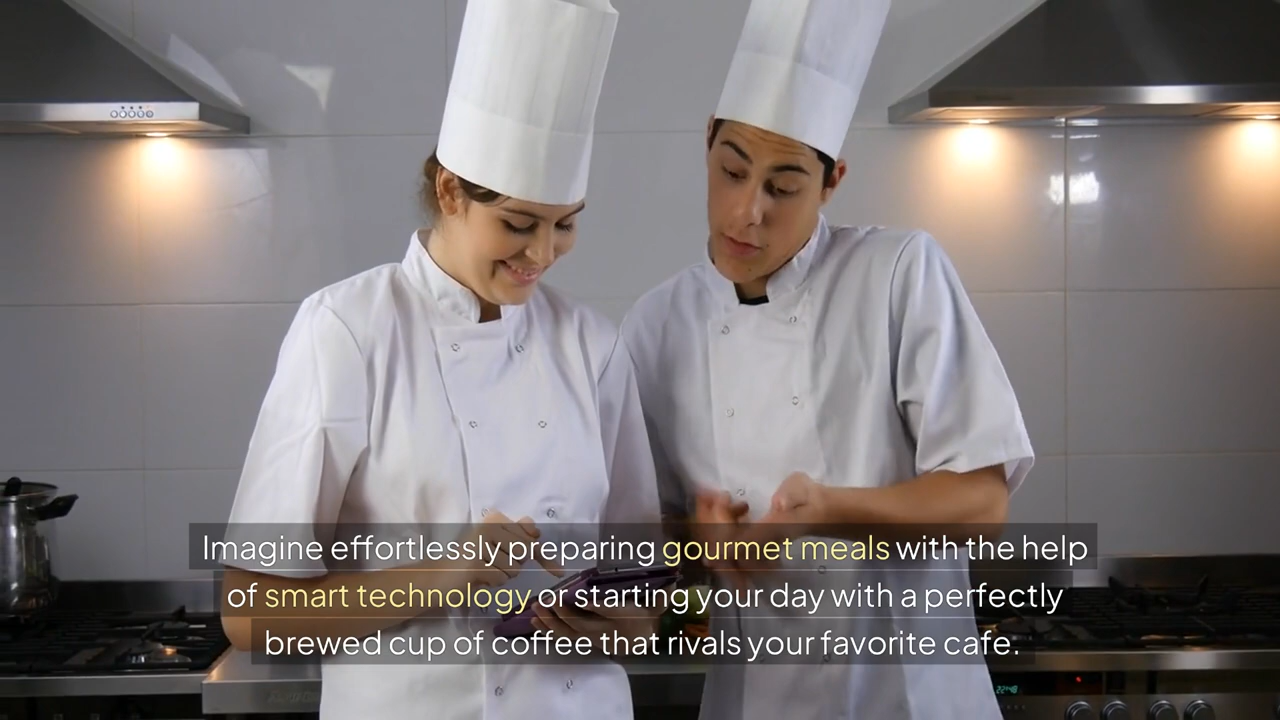 Imagine effortlessly preparing gourmet meals with the help
of smart technology or starting your day with a perfectly
brewed cup of coffee that rivals your favorite cafe.